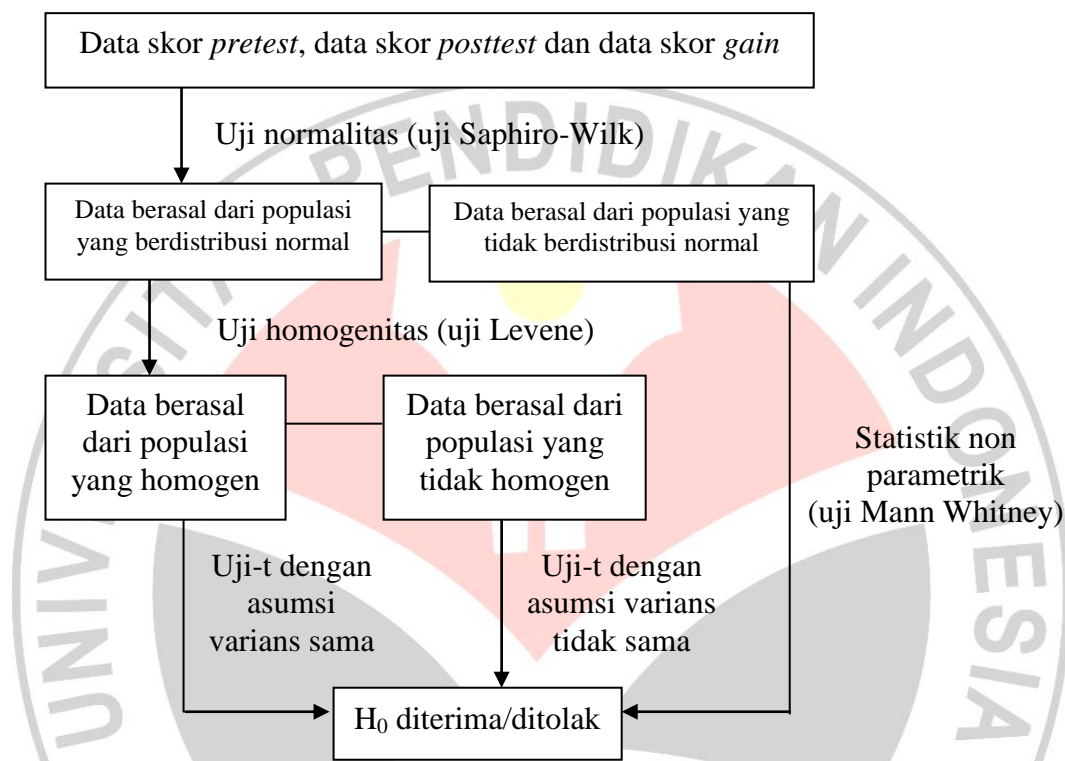 Data skor pretest, data skor posttest dan data skor gain
Uji normalitas (uji Saphiro-Wilk)
Data berasal dari populasi
yang berdistribusi normal
Data berasal dari populasi yang
tidak berdistribusi normal
Uji homogenitas (uji Levene)
Data berasal
dari populasi
yang homogen
Data berasal dari
populasi yang
tidak homogen
Statistik non
parametrik
(uji Mann Whitney)
Uji-t dengan
asumsi
varians sama
Uji-t dengan
asumsi varians
tidak sama
H₀ diterima/ditolak
UNIVERSITAS PENDIDIKAN INDONESIA